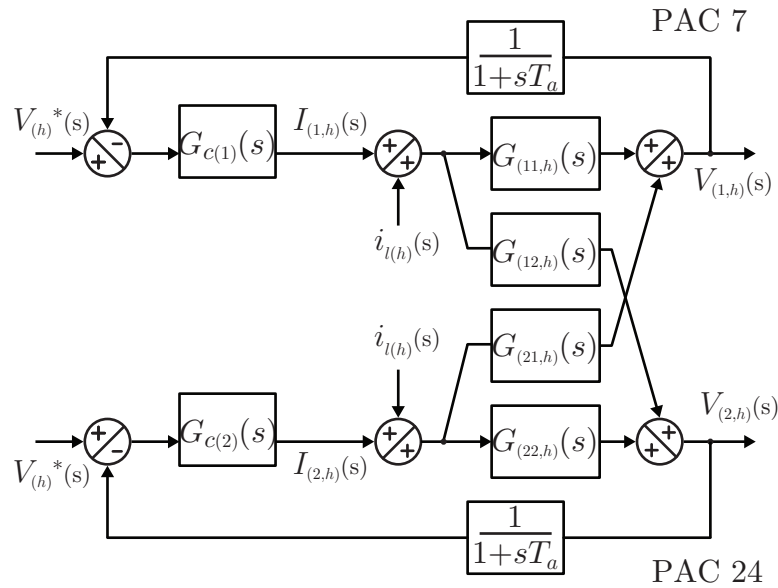 PAC 7
1
1+sT_a
V_(h)*(s)
-
+
G_c(1)(s)
I_(1,h)(s)
+
+
G_(11,h)(s)
+
+
V_(1,h)(s)
i_l(h)(s)
G_(12,h)(s)
i_l(h)(s)
G_(21,h)(s)
V_(h)*(s)
+
-
G_c(2)(s)
I_(2,h)(s)
+
+
G_(22,h)(s)
+
+
V_(2,h)(s)
1
1+sT_a
PAC 24